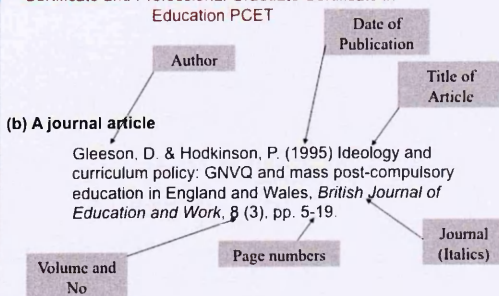 Education PCET
Date of
Publication
Author
Title of
Article
(b) A journal article
Gleeson, D. & Hodkinson, P. (1995) Ideology and
curriculum policy: GNVQ and mass post-compulsory
education in England and Wales, British Journal of
Education and Work, 8 (3), pp. 5-19.
Volume and
No
Page numbers
Journal
(Italics)